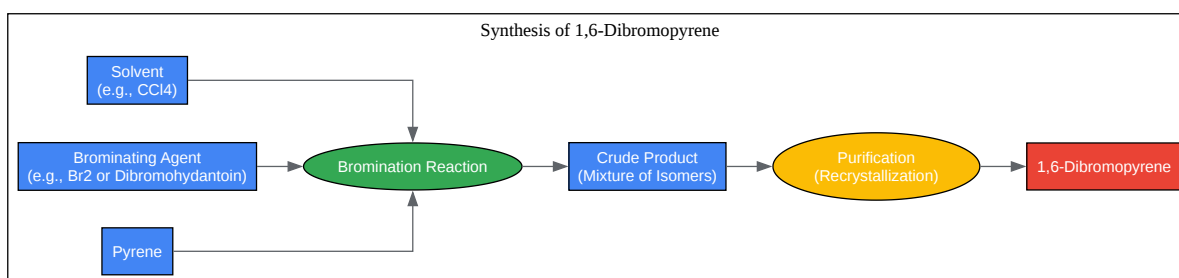 Synthesis of 1,6-Dibromopyrene
Solvent
(e.g., CCl4)
Brominating Agent
(e.g., Br2 or Dibromohydantoin)
Pyrene
Bromination Reaction
Crude Product
(Mixture of Isomers)
Purification
(Recrystallization)
1,6-Dibromopyrene